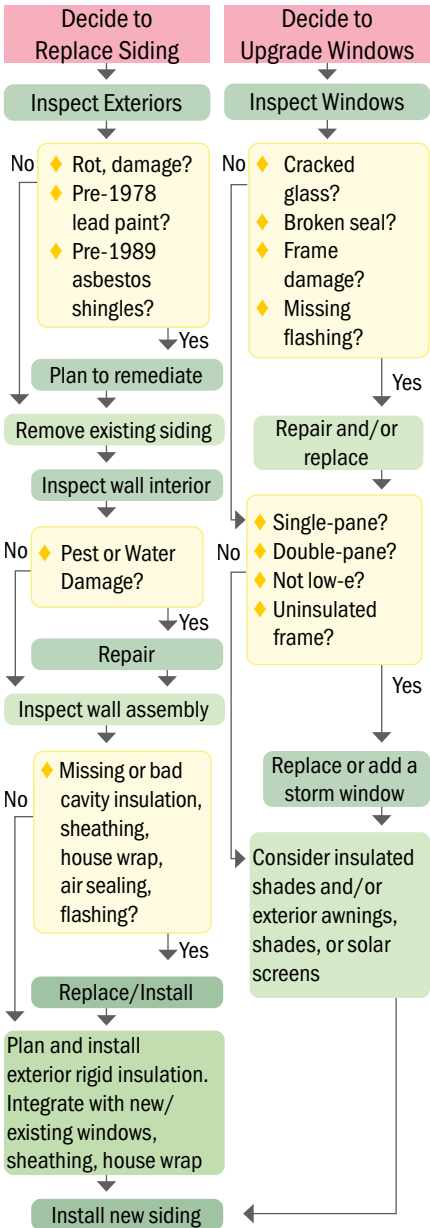 Decide to
Replace Siding
Inspect Exteriors
No
Rot, damage?
Pre-1978
lead paint?
Pre-1989
asbestos
shingles?
Yes
Plan to remediate
Remove existing siding
Inspect wall interior
No
Pest or Water
Damage?
Yes
Repair
Inspect wall assembly
No
Missing or bad
cavity insulation,
sheathing,
house wrap,
air sealing,
flashing?
Yes
Replace/Install
Plan and install
exterior rigid insulation.
Integrate with new/
existing windows,
sheathing, house wrap
Install new siding
Decide to
Upgrade Windows
Inspect Windows
No
Cracked
glass?
Broken seal?
Frame
damage?
Missing
flashing?
Yes
Repair and/or
replace
No
Single-pane?
Double-pane?
Not low-e?
Uninsulated
frame?
Yes
Replace or add a
storm window
Consider insulated
shades and/or
exterior awnings,
shades, or solar
screens